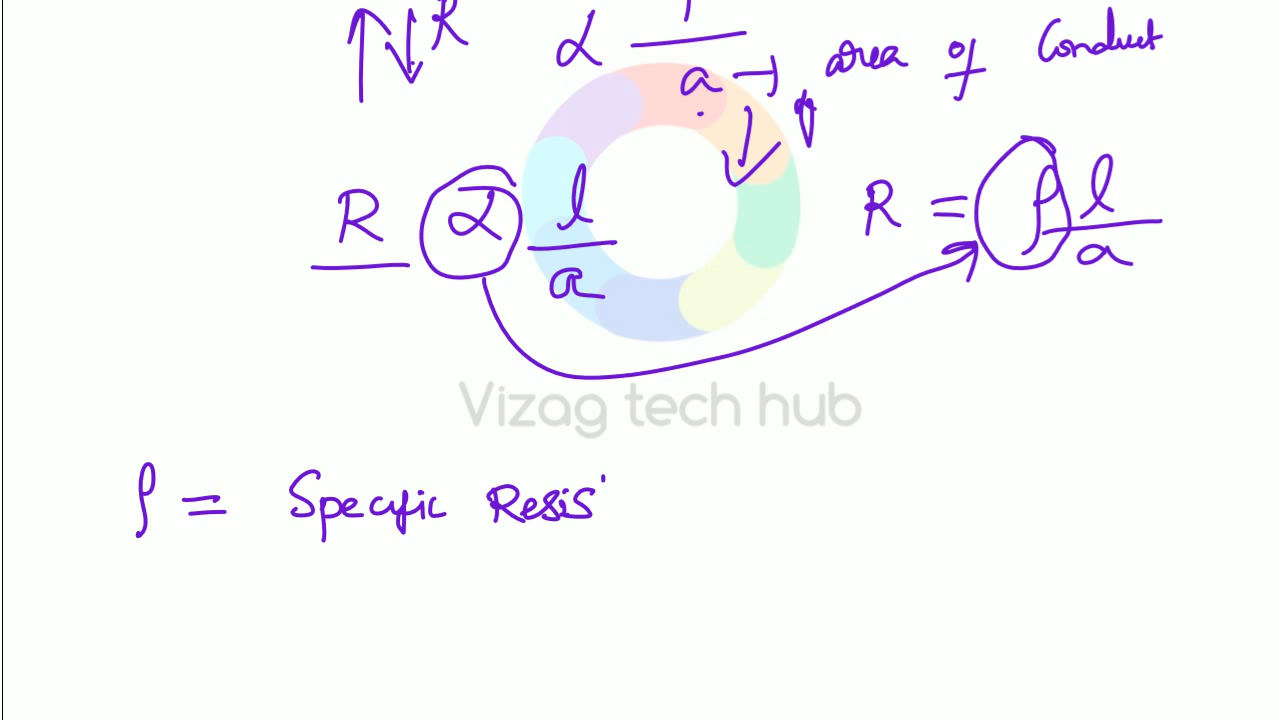 R α 1/a → area of Conduct
R α l/a R = ρ l/a
Vizag tech hub
ρ = Specific Resis